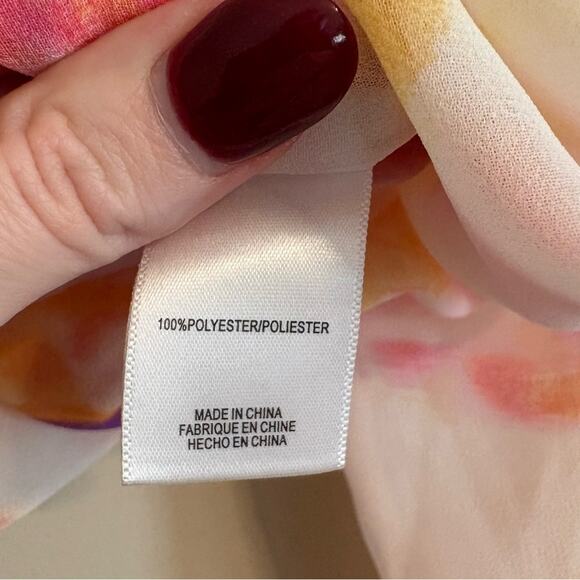 100%POLYESTER/POLIESTER
MADE IN CHINA
FABRIQUE EN CHINE
HECHO EN CHINA